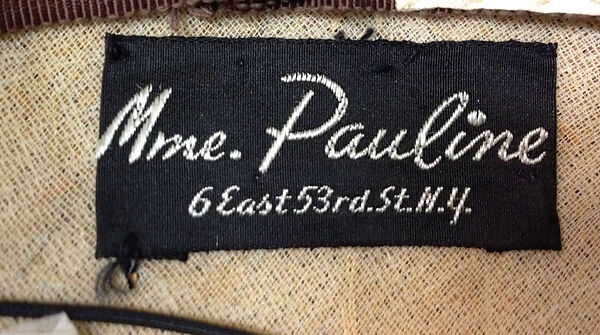 Mme. Pauline
6 East 53rd. St. N.Y.